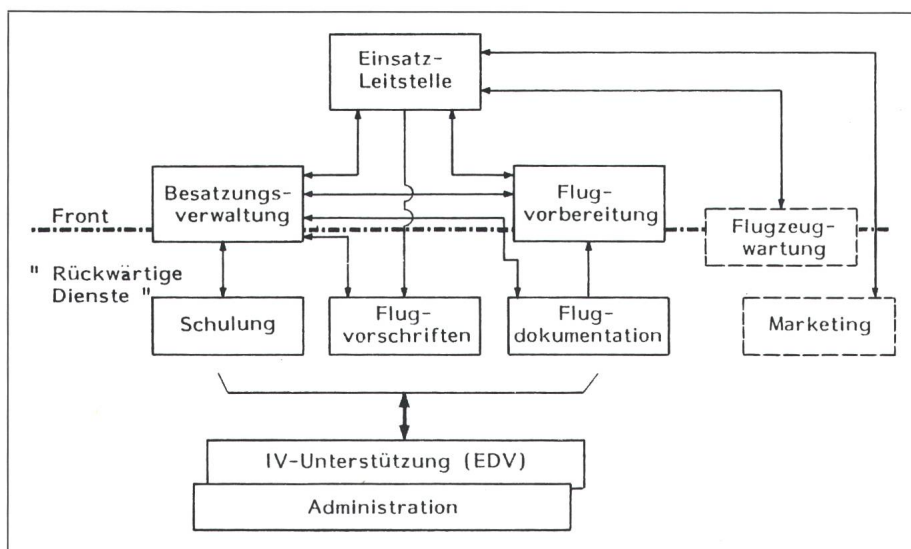 Einsatz-
Leitstelle
Besatzungs-
verwaltung
Flug-
vorbereitung
Front
Flugzeug-
wartung
" Rückwärtige
Dienste "
Schulung
Flug-
vorschriften
Flug-
dokumentation
Marketing
IV-Unterstützung (EDV)
Administration